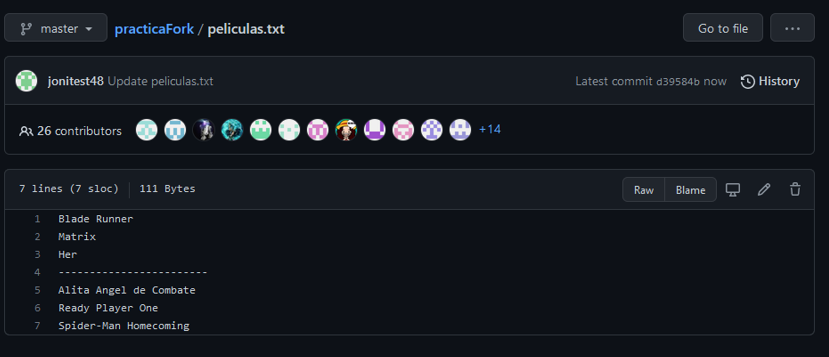 master practicaFork / peliculas.txt Go to file ...
jonitest48 Update peliculas.txt Latest commit d39584b now History
26 contributors +14
7 lines (7 sloc) 111 Bytes Raw Blame
1 Blade Runner
2 Matrix
3 Her
4 ------------------------
5 Alita Angel de Combate
6 Ready Player One
7 Spider-Man Homecoming